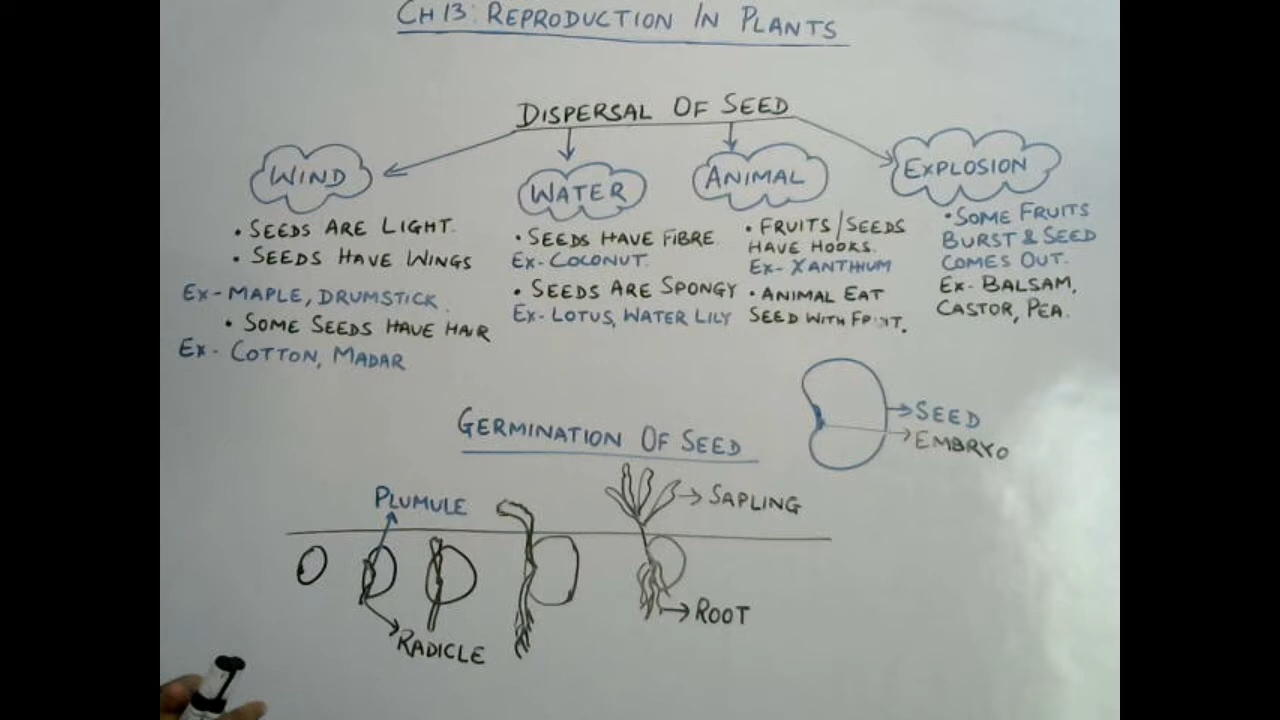 CH 13: REPRODUCTION IN PLANTS
DISPERSAL OF SEED
WIND
• SEEDS ARE LIGHT.
• SEEDS HAVE WINGS
Ex- MAPLE, DRUMSTICK.
• SOME SEEDS HAVE HAIR
Ex- COTTON, MADAR
WATER
• SEEDS HAVE FIBRE
Ex- COCONUT.
• SEEDS ARE SPONGY
Ex- LOTUS, WATER LILY
ANIMAL
• FRUITS/SEEDS
HAVE HOOKS.
Ex- XANTHIUM
• ANIMAL EAT
SEED WITH
EXPLOSION
• SOME FRUITS
BURST & SEED
COMES OUT.
Ex- BALSAM,
CASTOR, PEA.
SEED
EMBRYO
GERMINATION OF SEED
PLUMULE
SAPLING
ROOT
RADICLE